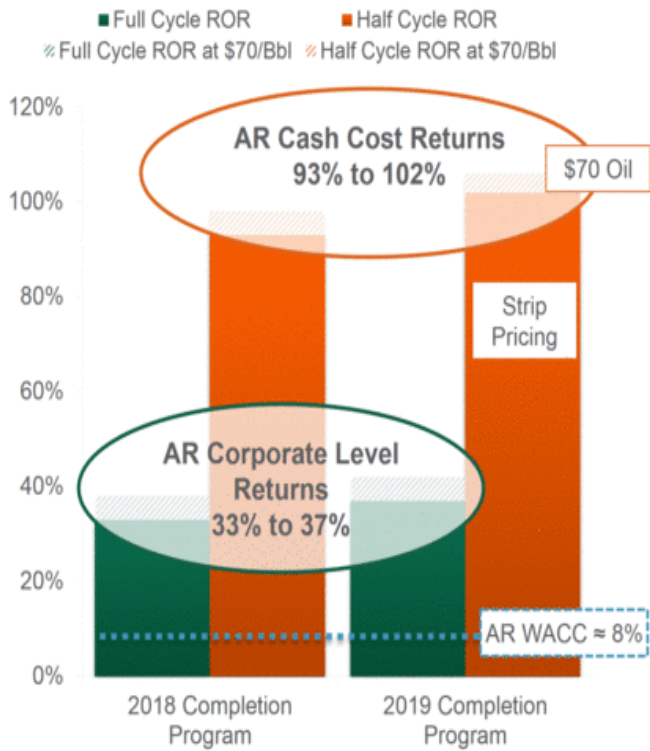 Full Cycle ROR Half Cycle ROR
Full Cycle ROR at $70/Bbl Half Cycle ROR at $70/Bbl
120%
100%
80%
60%
40%
20%
0%
AR Cash Cost Returns
93% to 102%
$70 Oil
Strip
Pricing
AR Corporate Level
Returns
33% to 37%
AR WACC ≈ 8%
2018 Completion
Program
2019 Completion
Program